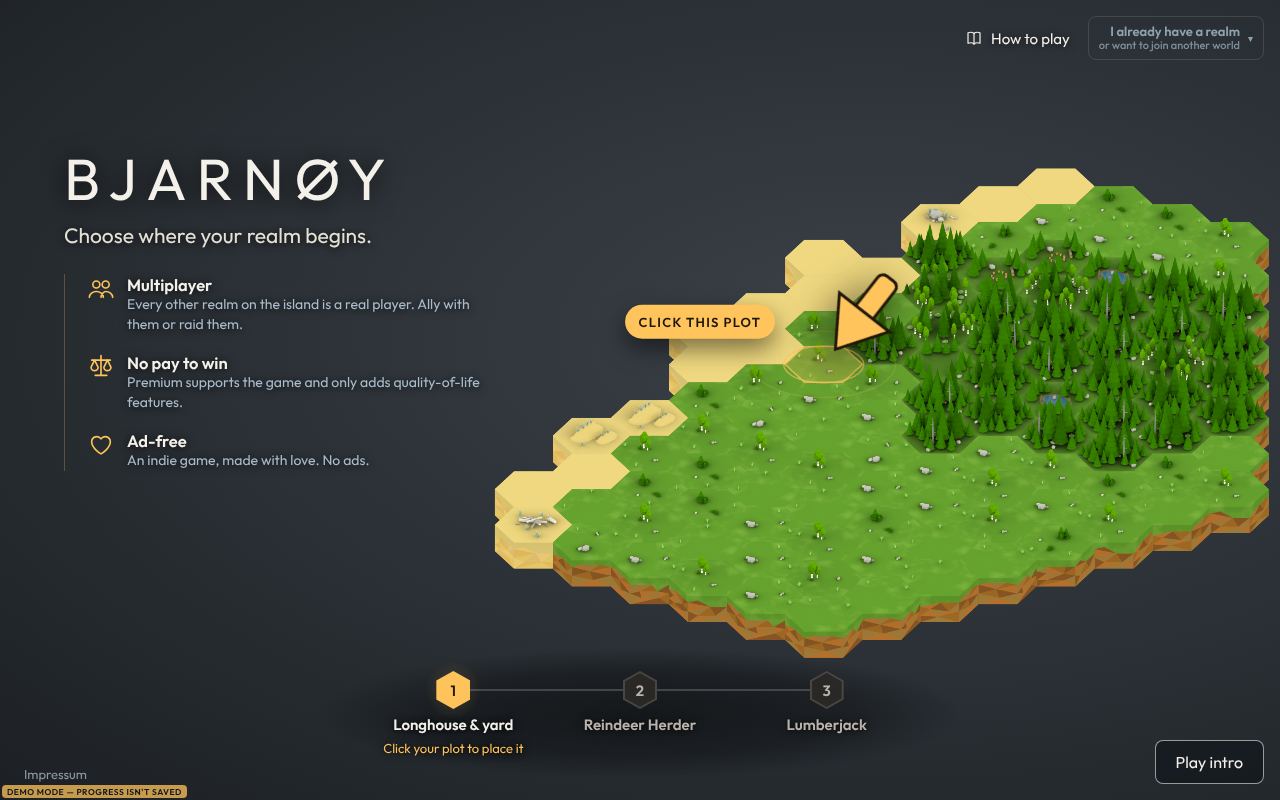 How to play
I already have a realm
or want to join another world
BJARNØY
Choose where your realm begins.
Multiplayer
Every other realm on the island is a real player. Ally with
them or raid them.
No pay to win
Premium supports the game and only adds quality-of-life
features.
Ad-free
An indie game, made with love. No ads.
CLICK THIS PLOT
1
2
3
Longhouse & yard
Reindeer Herder
Lumberjack
Click your plot to place it
Play intro
Impressum
DEMO MODE — PROGRESS ISN'T SAVED